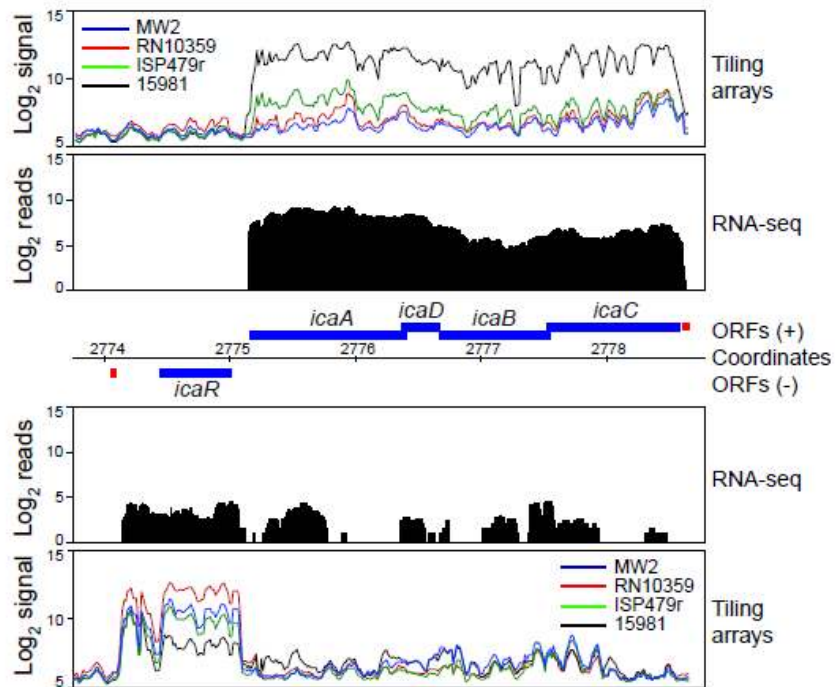 15
10
5
Log2 signal
MW2
RN10359
ISP479r
15981
Tiling
arrays
15
10
5
0
Log2 reads
RNA-seq
icaA
icaD
icaB
icaC
ORFs (+)
2774
2775
2776
2777
2778
Coordinates
icaR
ORFs (-)
15
10
5
0
Log2 reads
RNA-seq
15
10
5
Log2 signal
MW2
RN10359
ISP479r
15981
Tiling
arrays